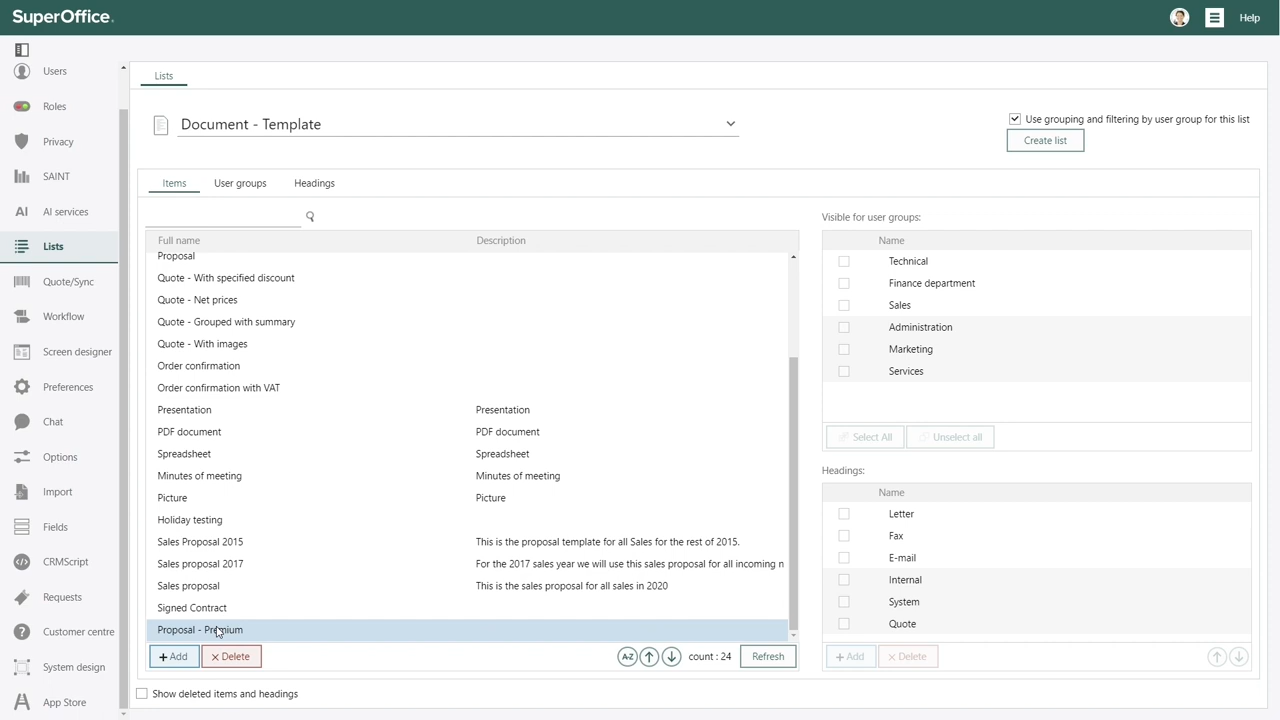 SuperOffice.
Help
Users
Roles
Privacy
SAINT
AI AI services
Lists
Quote/Sync
Workflow
Screen designer
Preferences
Chat
Options
Import
Fields
CRMScript
Requests
Customer centre
System design
App Store
Lists
Document - Template
Use grouping and filtering by user group for this list
Create list
Items User groups Headings
Full name Description
Proposal
Quote - With specified discount
Quote - Net prices
Quote - Grouped with summary
Quote - With images
Order confirmation
Order confirmation with VAT
Presentation Presentation
PDF document PDF document
Spreadsheet Spreadsheet
Minutes of meeting Minutes of meeting
Picture Picture
Holiday testing
Sales Proposal 2015 This is the proposal template for all Sales for the rest of 2015.
Sales proposal 2017 For the 2017 sales year we will use this sales proposal for all incoming n
Sales proposal This is the sales proposal for all sales in 2020
Signed Contract
Proposal - Premium
+ Add × Delete A-Z count : 24 Refresh
Show deleted items and headings
Visible for user groups:
Name
Technical
Finance department
Sales
Administration
Marketing
Services
Select All Unselect all
Headings:
Name
Letter
Fax
E-mail
Internal
System
Quote
+ Add × Delete